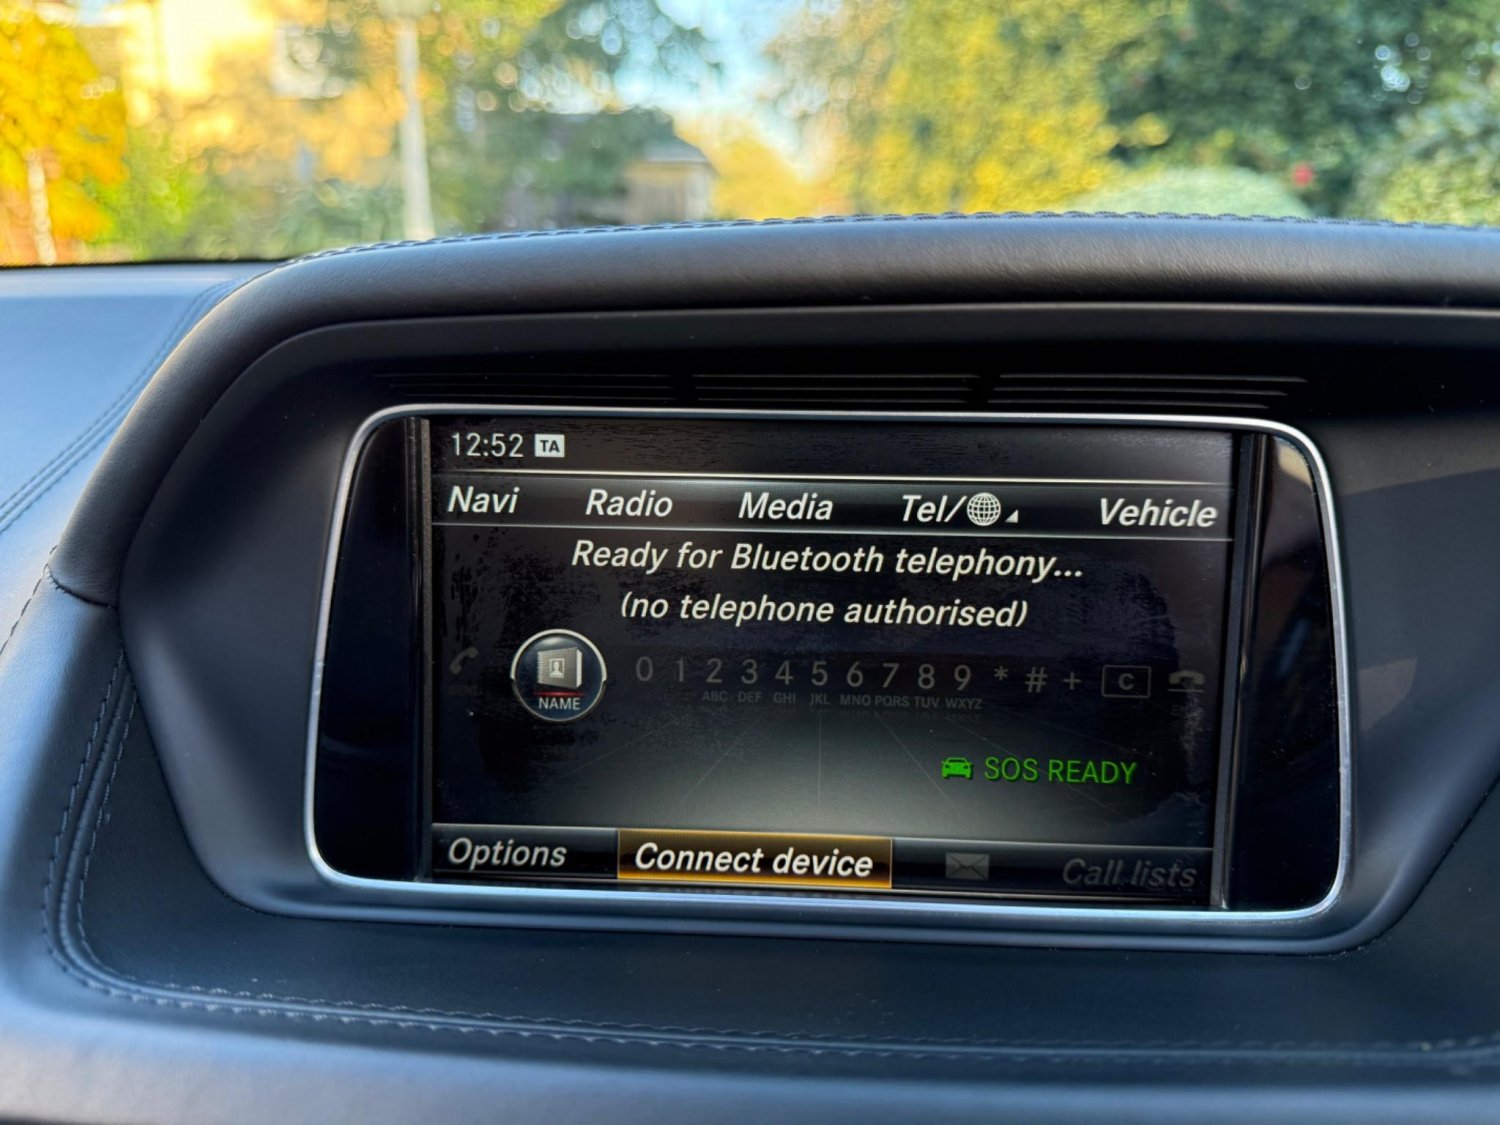 12:52 TA
Navi Radio Media Tel/ Vehicle
Ready for Bluetooth telephony...
(no telephone authorised)
SEND 0 1 2 3 4 5 6 7 8 9 * # + C
ABC DEF GHI JKL MNO PQRS TUV WXYZ
NAME
SOS READY
Options Connect device Call lists